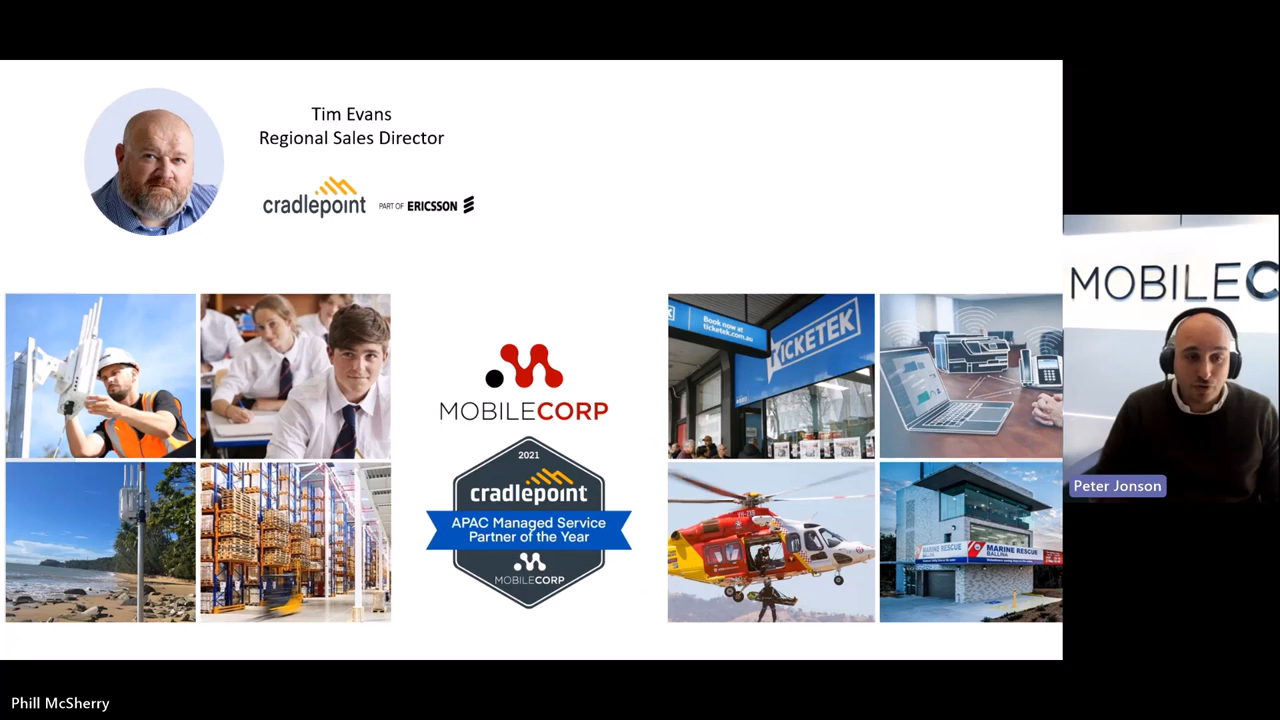 Tim Evans
Regional Sales Director
cradlepoint
PART OF ERICSSON
MOBILECORP
2021
cradlepoint
APAC Managed Service
Partner of the Year
MOBILECORP
Book now at
ticketek.com.au
TICKETEK
MARINE RESCUE
BALLINA
MARINE RESCUE
BALLINA
MOBILEC
Peter Jonson
Phill McSherry